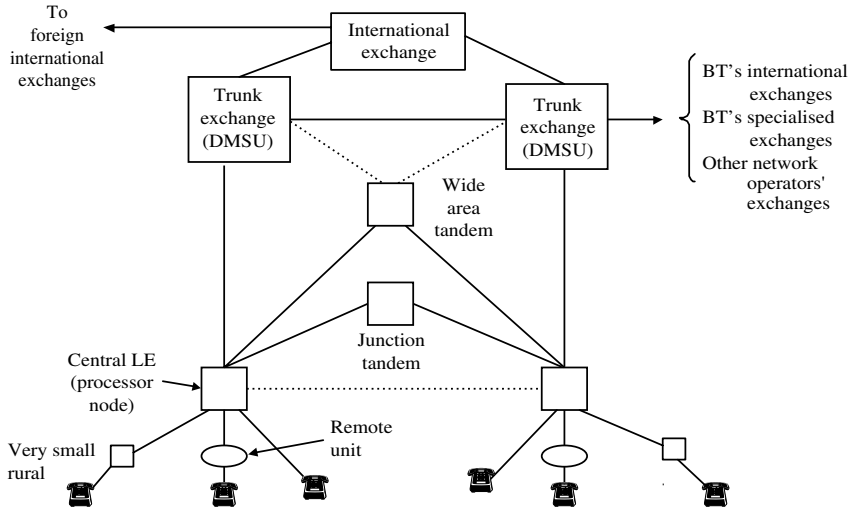 To
foreign
international
exchanges
International
exchange
Trunk
exchange
(DMSU)
Trunk
exchange
(DMSU)
BT's international
exchanges
BT's specialised
exchanges
Other network
operators'
exchanges
Wide
area
tandem
Junction
tandem
Central LE
(processor
node)
Very small
rural
Remote
unit